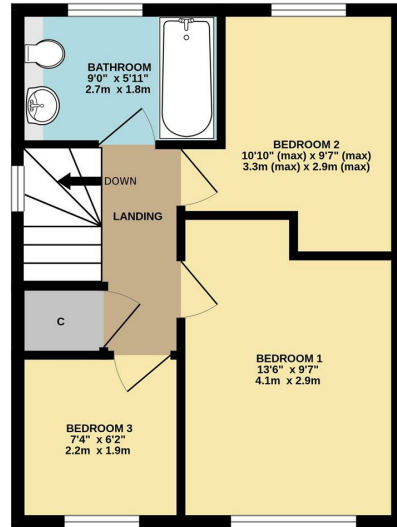 BATHROOM
9'0" x 5'11"
2.7m x 1.8m
BEDROOM 2
10'10" (max) x 9'7" (max)
3.3m (max) x 2.9m (max)
DOWN
LANDING
C
BEDROOM 1
13'6" x 9'7"
4.1m x 2.9m
BEDROOM 3
7'4" x 6'2"
2.2m x 1.9m